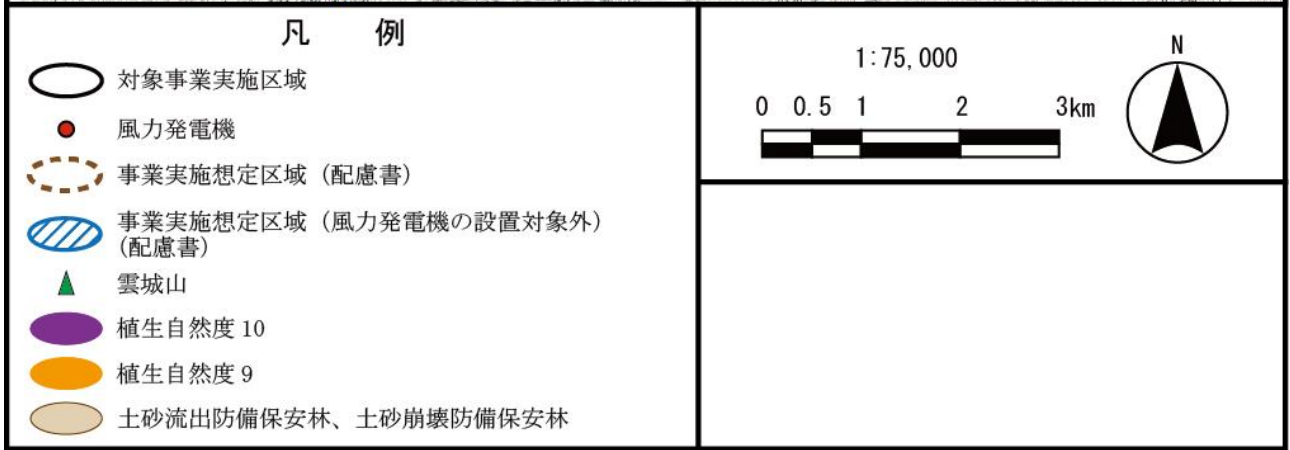 凡 例
対象事業実施区域
風力発電機
事業実施想定区域（配慮書）
事業実施想定区域（風力発電機の設置対象外）
（配慮書）
雲城山
植生自然度 10
植生自然度 9
土砂流出防備保安林、土砂崩壊防備保安林
1:75,000
0 0.5 1 2 3km
N